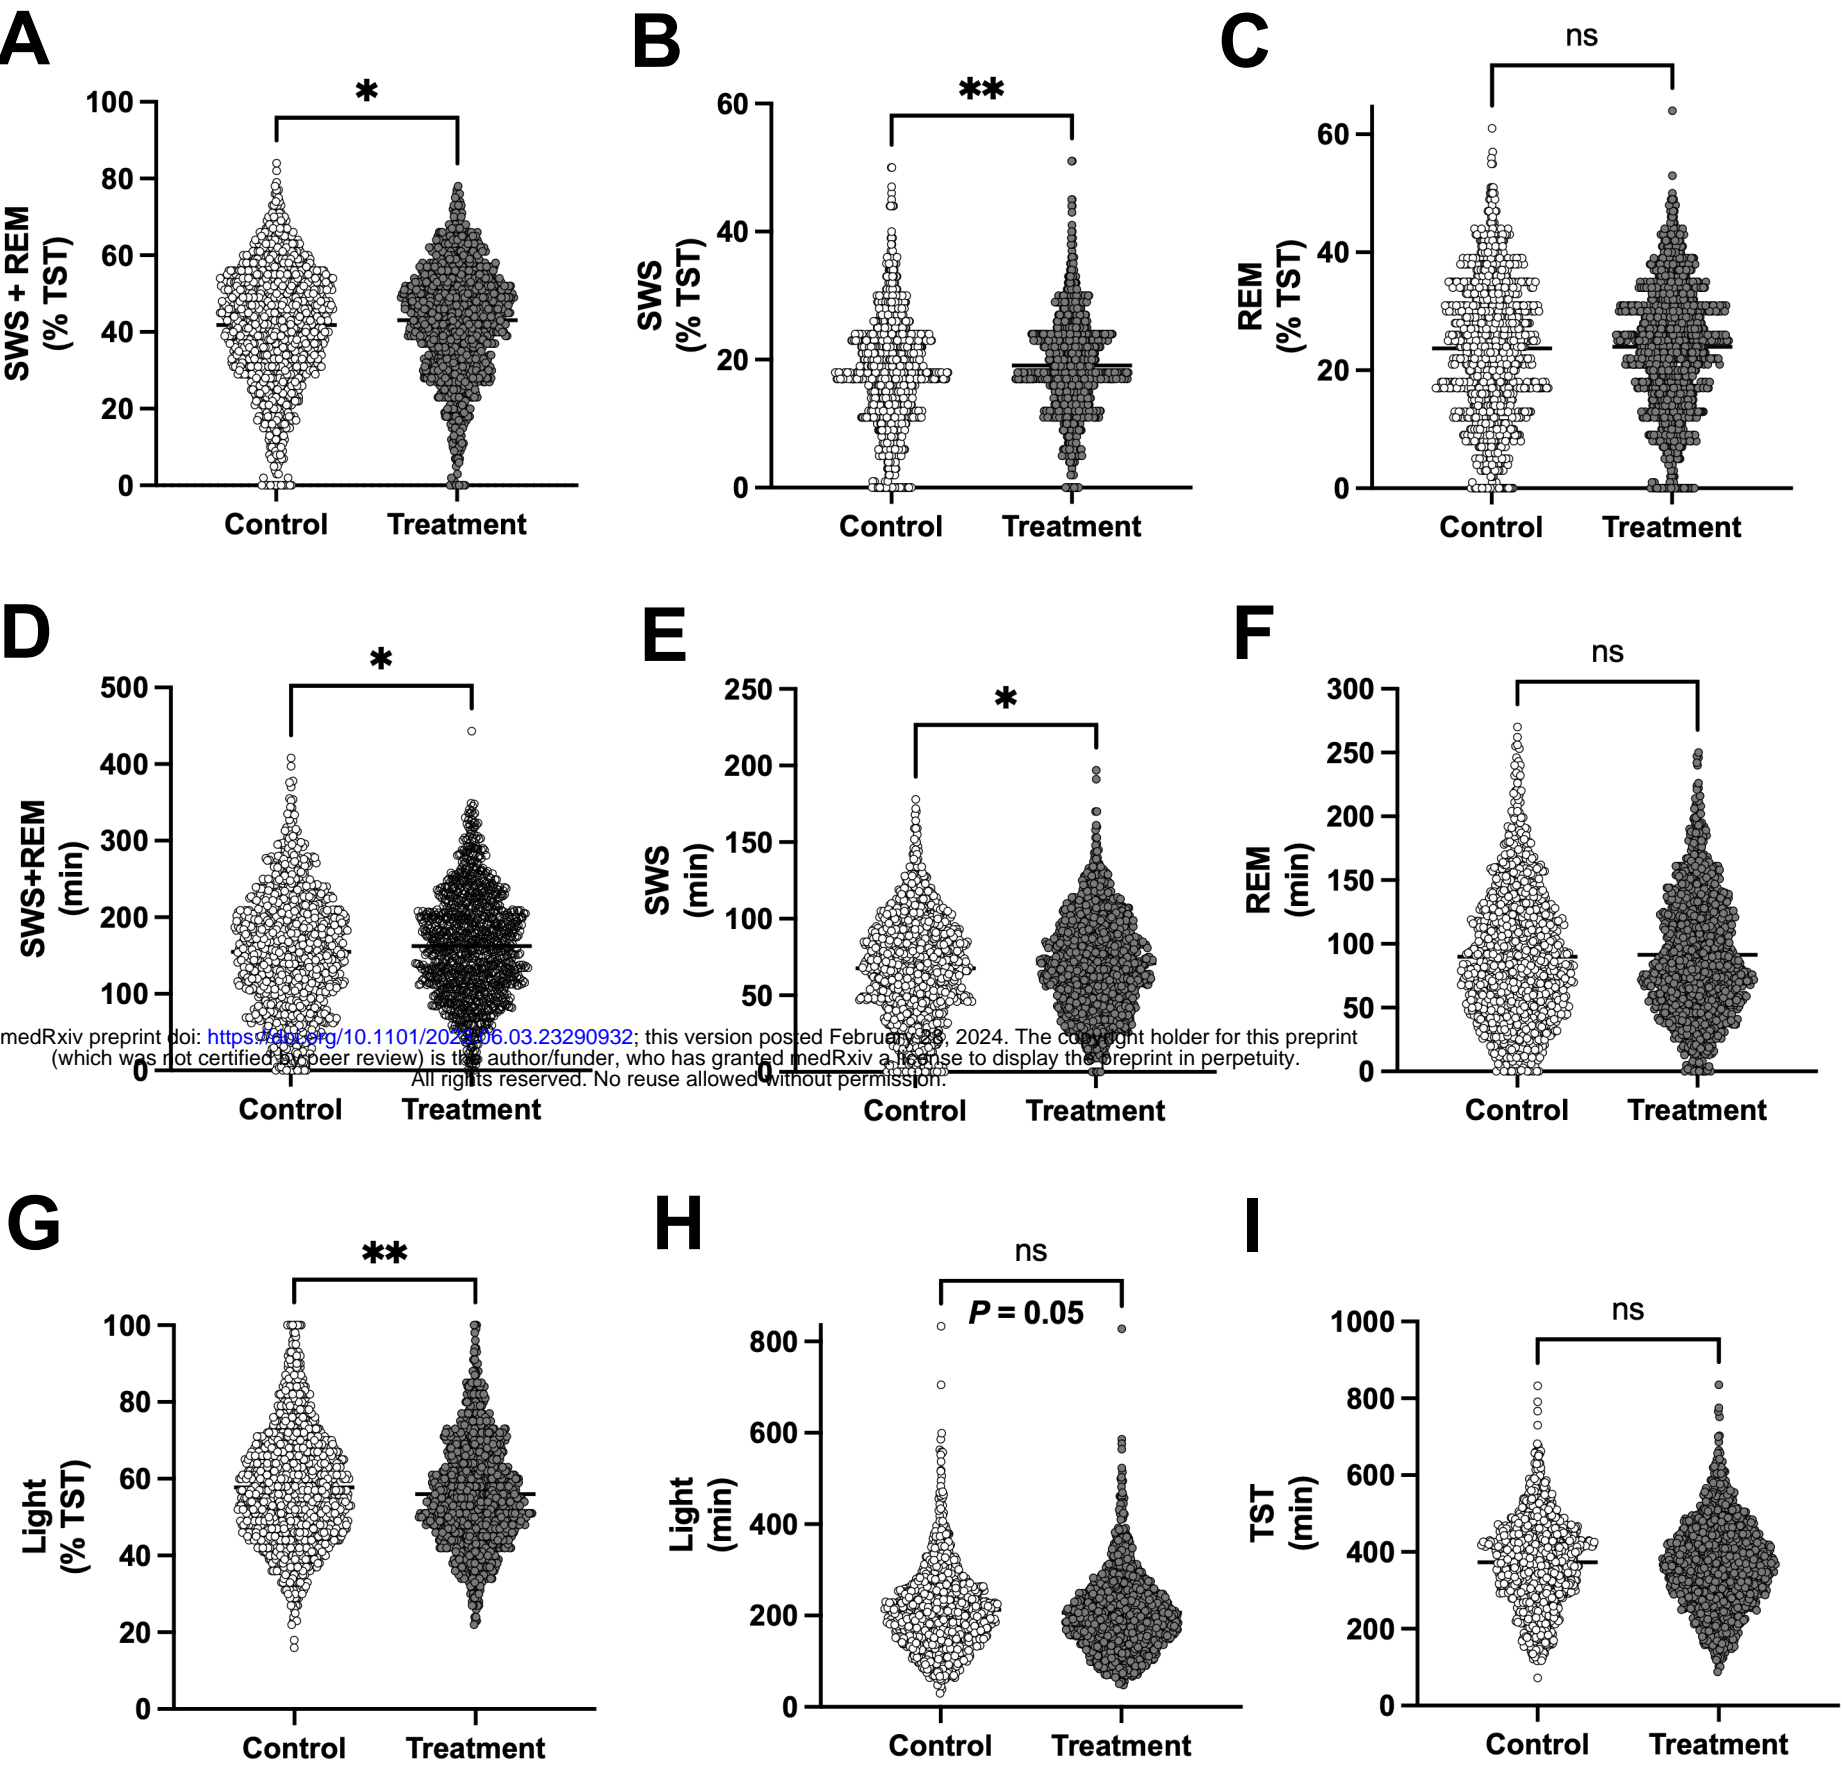 A
B
C
*
**
ns
100
80
60
40
20
0
SWS + REM
(% TST)
Control
Treatment
60
40
20
0
SWS
(% TST)
Control
Treatment
60
40
20
0
REM
(% TST)
Control
Treatment
D
E
F
*
*
ns
500
400
300
200
100
0
SWS+REM
(min)
Control
Treatment
250
200
150
100
50
0
SWS
(min)
Control
Treatment
300
250
200
150
100
50
0
REM
(min)
Control
Treatment
medRxiv preprint doi: https://doi.org/10.1101/2023.06.03.23290932; this version posted February 28, 2024. The copyright holder for this preprint
(which was not certified by peer review) is the author/funder, who has granted medRxiv a license to display the preprint in perpetuity.
All rights reserved. No reuse allowed without permission.
G
H
I
**
ns
P = 0.05
ns
100
80
60
40
20
0
Light
(% TST)
Control
Treatment
800
600
400
200
0
Light
(min)
Control
Treatment
1000
800
600
400
200
0
TST
(min)
Control
Treatment